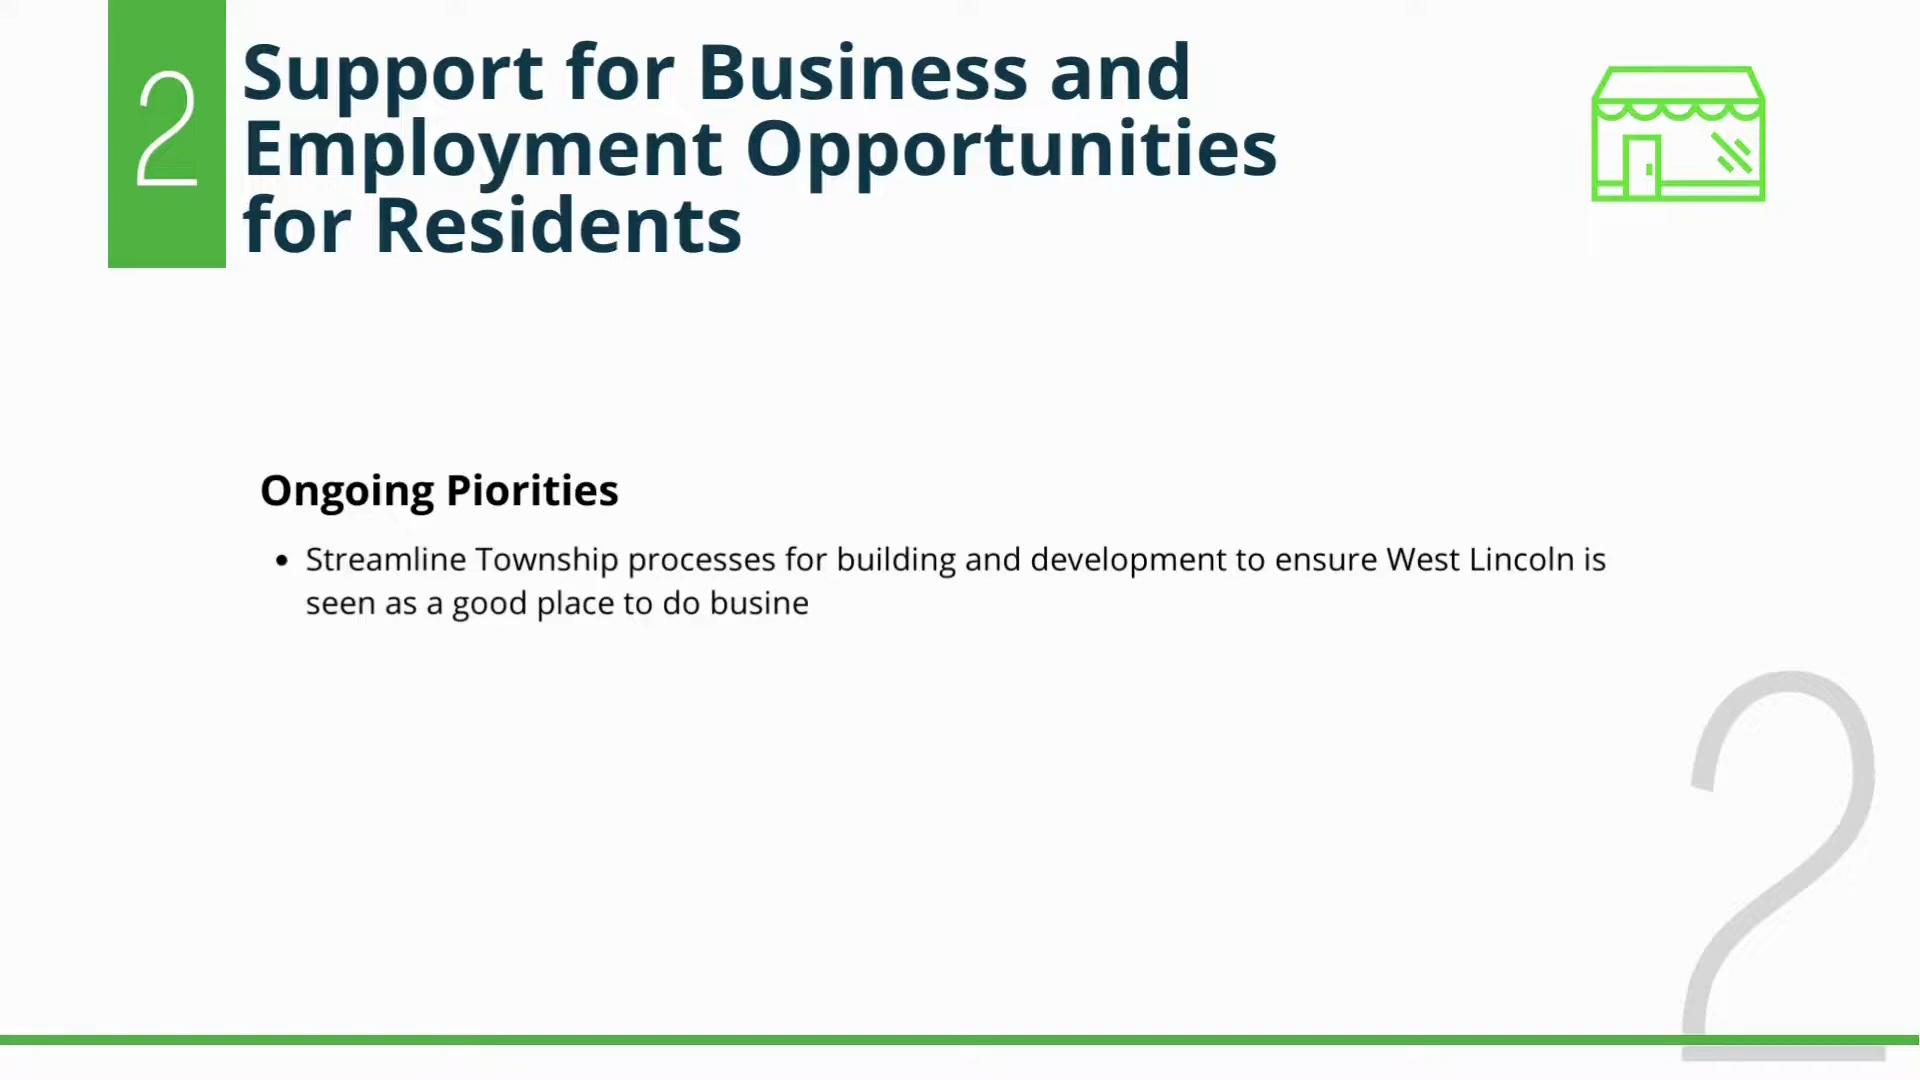 2
Support for Business and
Employment Opportunities
for Residents
Ongoing Piorities
• Streamline Township processes for building and development to ensure West Lincoln is
seen as a good place to do busine
2